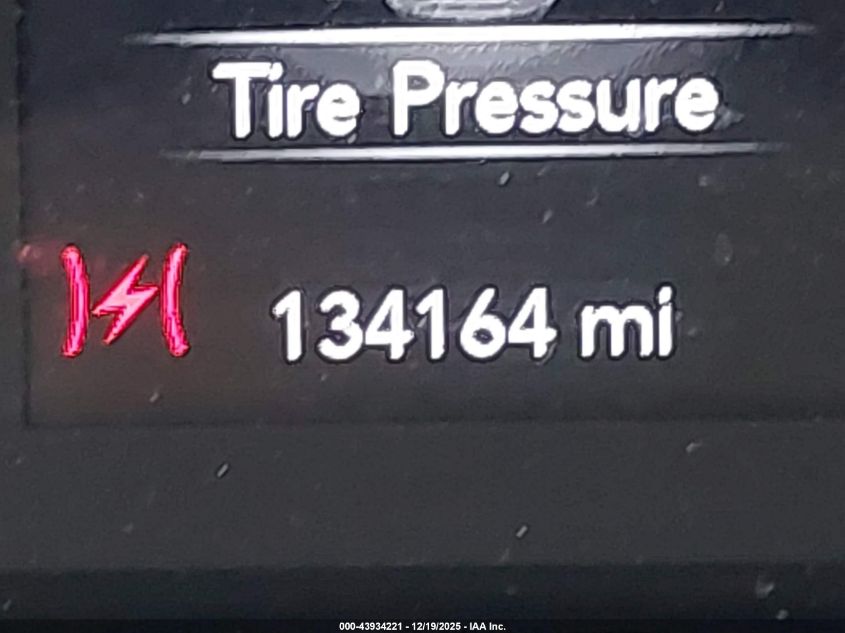 Tire Pressure
134164 mi
000-43934221 - 12/19/2025 - IAA Inc.